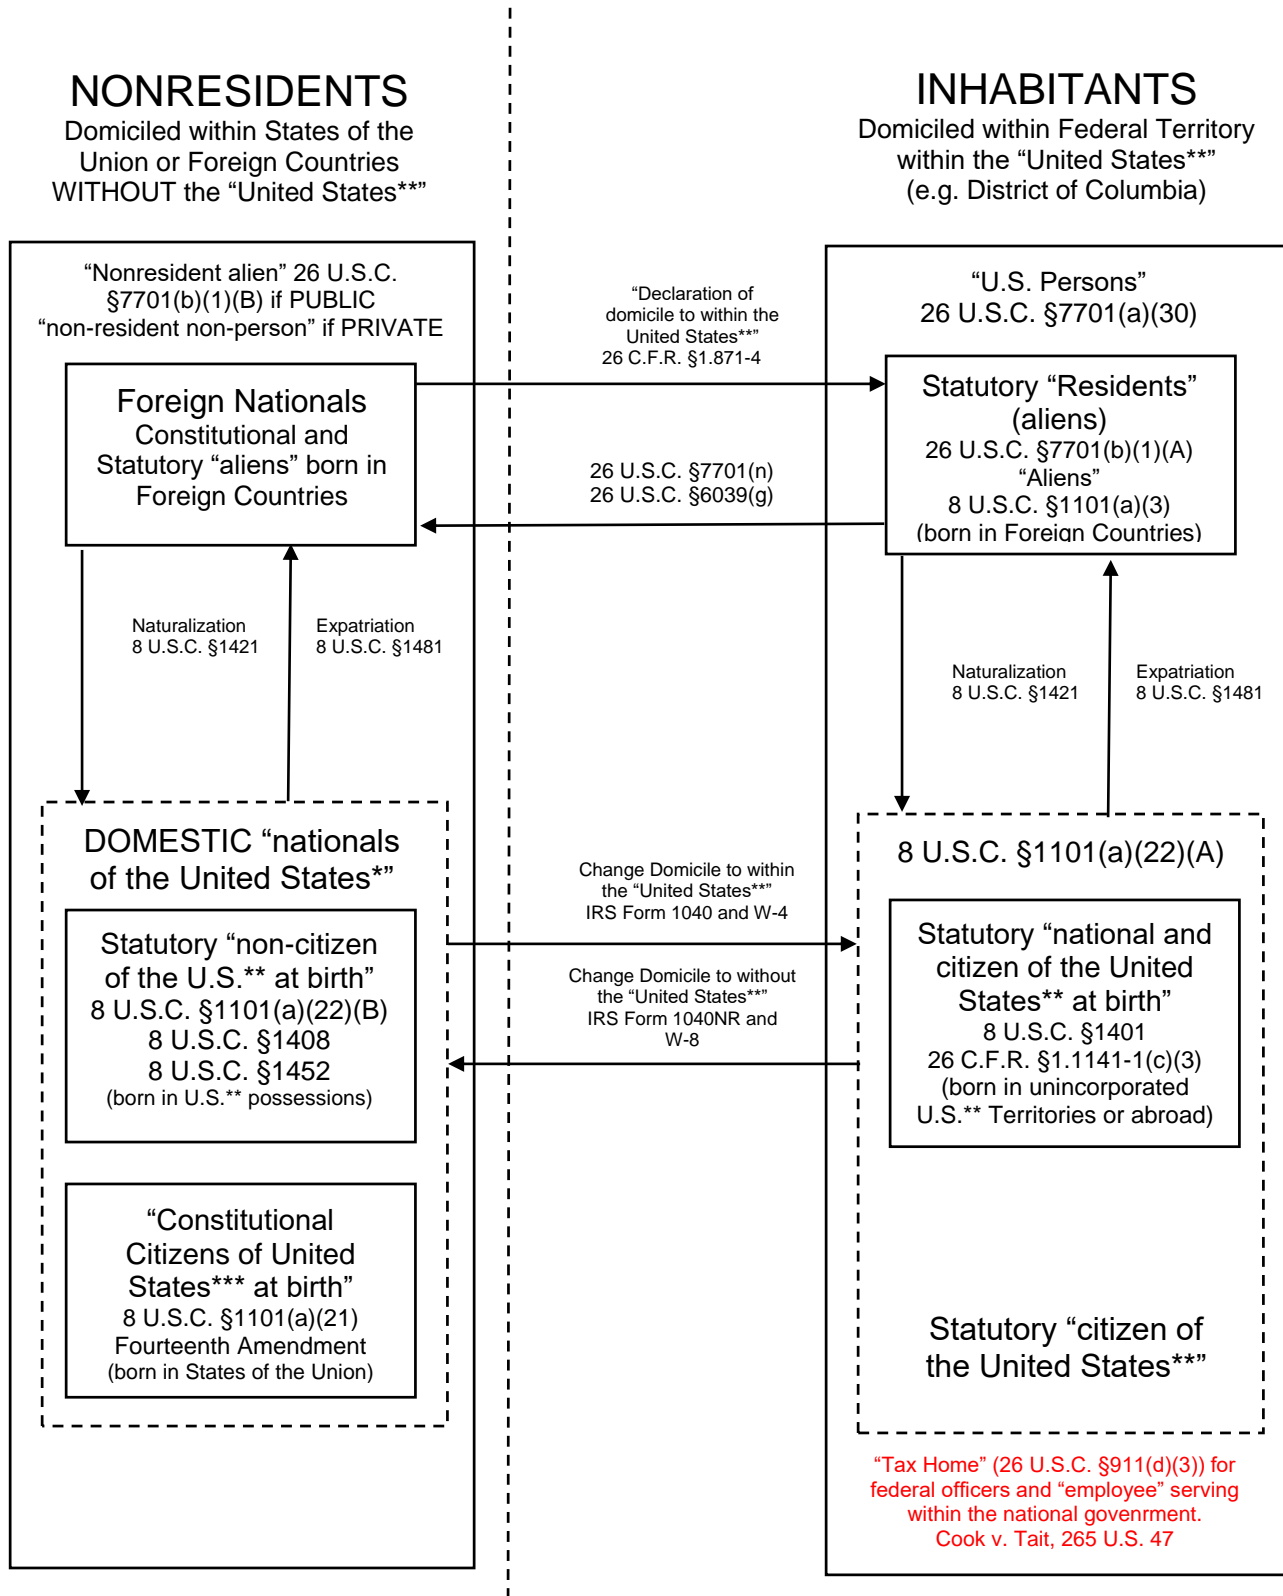 NONRESIDENTS
Domiciled within States of the
Union or Foreign Countries
WITHOUT the “United States**”
INHABITANTS
Domiciled within Federal Territory
within the “United States**”
(e.g. District of Columbia)
“Nonresident alien” 26 U.S.C.
§7701(b)(1)(B) if PUBLIC
“non-resident non-person” if PRIVATE
Foreign Nationals
Constitutional and
Statutory “aliens” born in
Foreign Countries
“Declaration of
domicile to within the
United States**”
26 C.F.R. §1.871-4
26 U.S.C. §7701(n)
26 U.S.C. §6039(g)
“U.S. Persons”
26 U.S.C. §7701(a)(30)
Statutory “Residents”
(aliens)
26 U.S.C. §7701(b)(1)(A)
“Aliens”
8 U.S.C. §1101(a)(3)
(born in Foreign Countries)
Naturalization
8 U.S.C. §1421
Expatriation
8 U.S.C. §1481
Naturalization
8 U.S.C. §1421
Expatriation
8 U.S.C. §1481
DOMESTIC “nationals
of the United States*”
Statutory “non-citizen
of the U.S.** at birth”
8 U.S.C. §1101(a)(22)(B)
8 U.S.C. §1408
8 U.S.C. §1452
(born in U.S.** possessions)
“Constitutional
Citizens of United
States*** at birth”
8 U.S.C. §1101(a)(21)
Fourteenth Amendment
(born in States of the Union)
Change Domicile to within
the “United States**”
IRS Form 1040 and W-4
Change Domicile to without
the “United States**”
IRS Form 1040NR and
W-8
8 U.S.C. §1101(a)(22)(A)
Statutory “national and
citizen of the United
States** at birth”
8 U.S.C. §1401
26 C.F.R. §1.1141-1(c)(3)
(born in unincorporated
U.S.** Territories or abroad)
Statutory “citizen of
the United States**”
“Tax Home” (26 U.S.C. §911(d)(3)) for
federal officers and “employee” serving
within the national govenrment.
Cook v. Tait, 265 U.S. 47